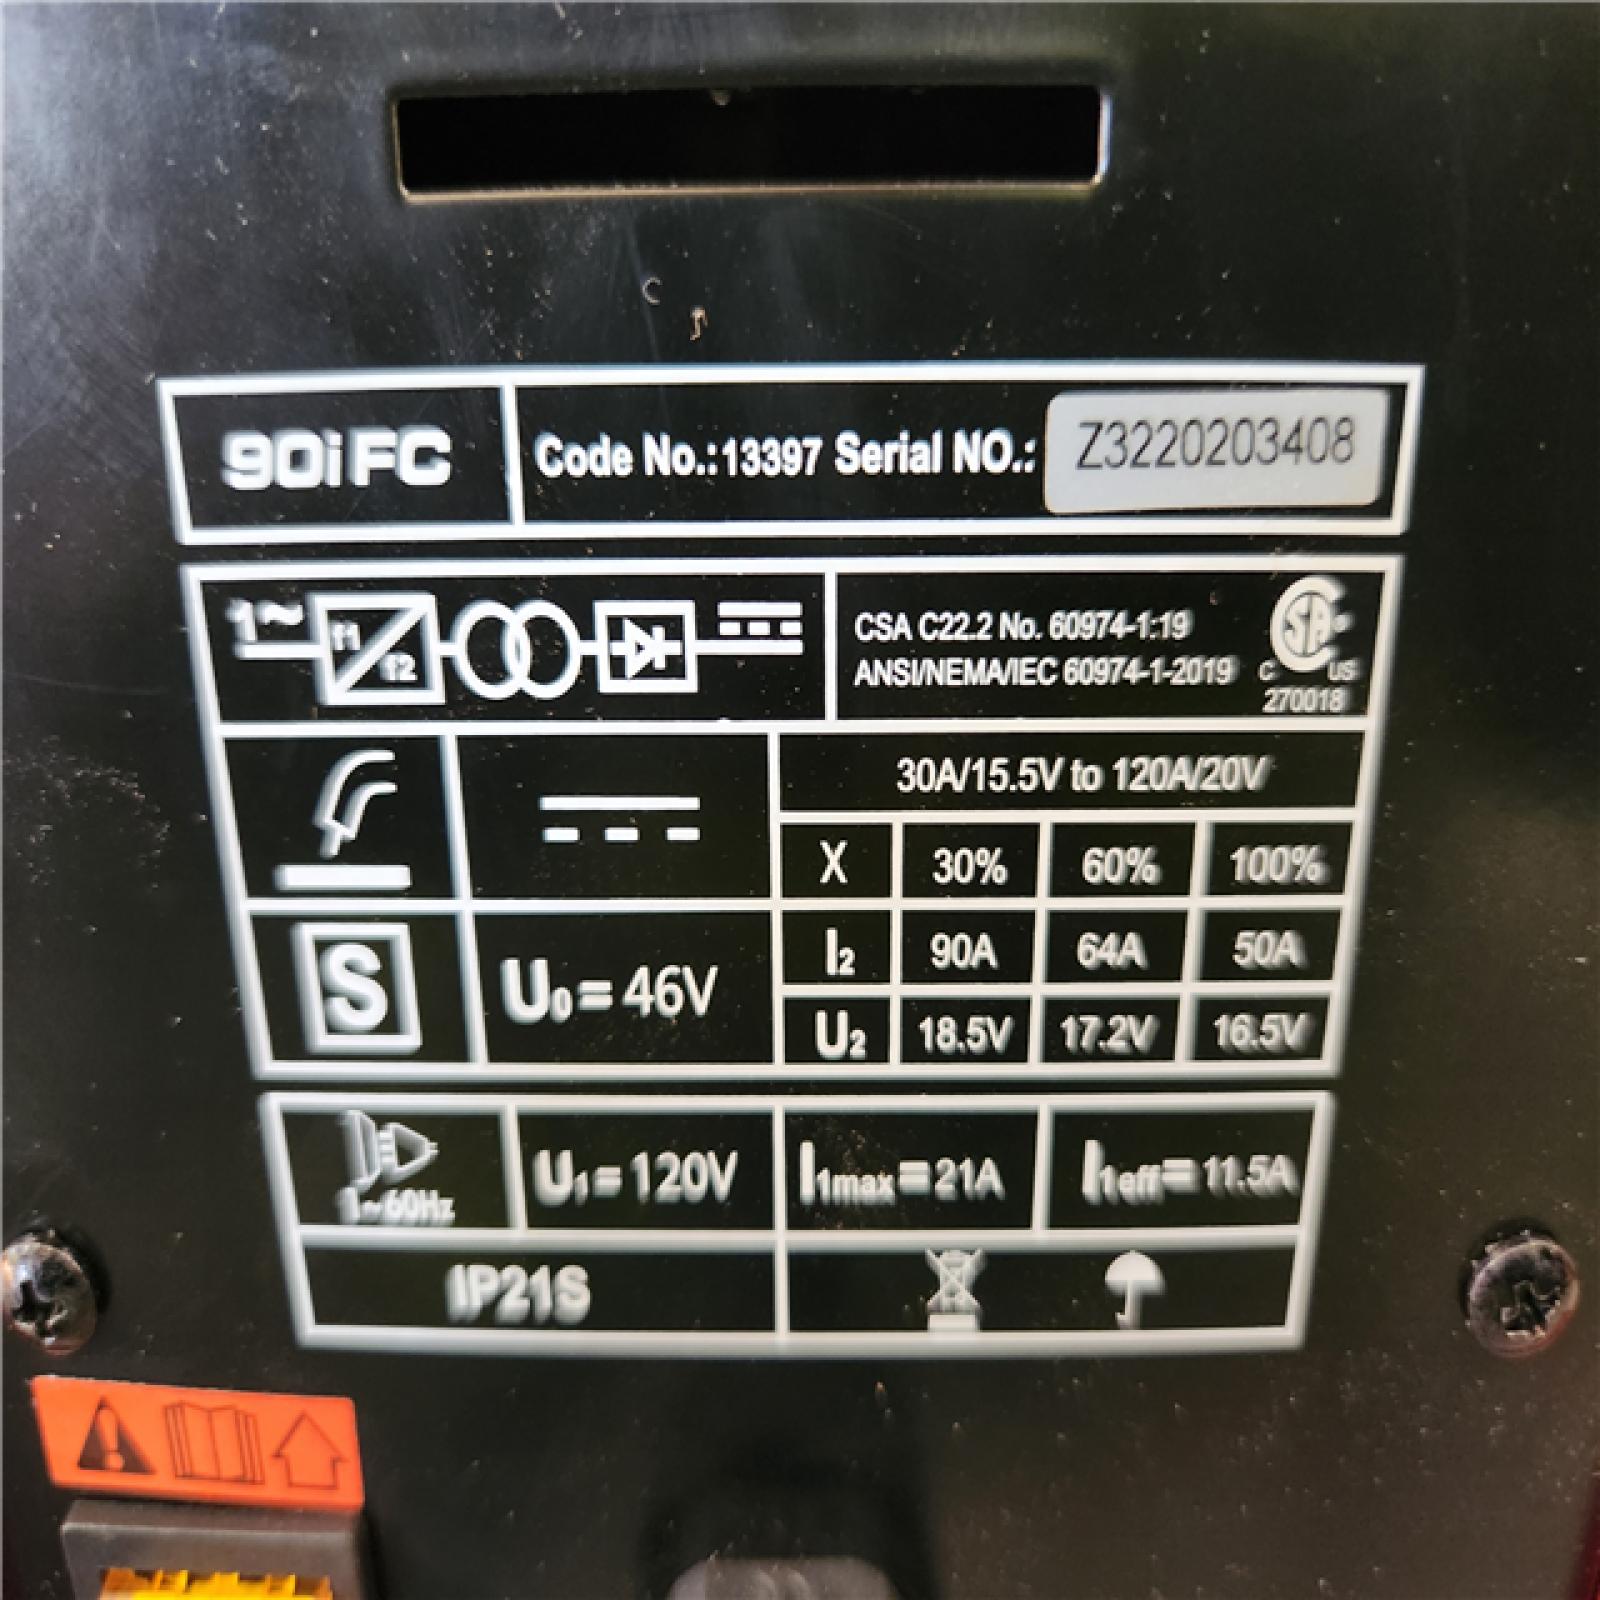 90i FC
Code No.:13397 Serial NO.: Z3220203408
1~ f1 f2
CSA C22.2 No. 60974-1:19
ANSI/NEMA/IEC 60974-1-2019
CSA
C US
270018
30A/15.5V to 120A/20V
X 30% 60% 100%
I2 90A 64A 50A
U2 18.5V 17.2V 16.5V
S
U0=46V
1~60Hz
U1=120V
I1max=21A
I1eff=11.5A
IP21S